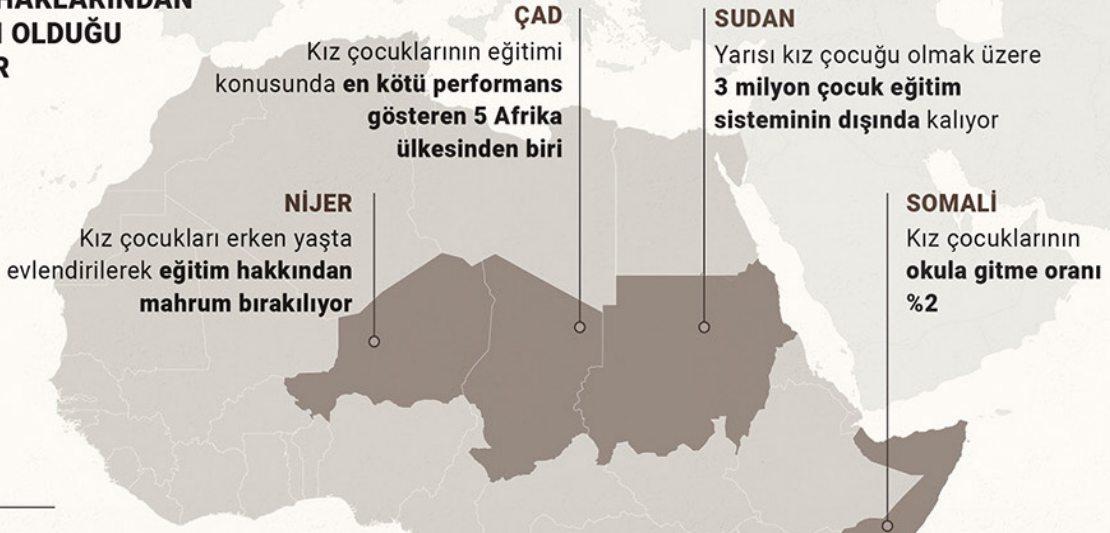 HAKLARINDAN
OLDUĞU
ÇAD
Kız çocuklarının eğitimi
konusunda en kötü performans
gösteren 5 Afrika
ülkesinden biri
SUDAN
Yarısı kız çocuğu olmak üzere
3 milyon çocuk eğitim
sisteminin dışında kalıyor
NİJER
Kız çocukları erken yaşta
evlendirilerek eğitim hakkından
mahrum bırakılıyor
SOMALİ
Kız çocuklarının
okula gitme oranı
%2